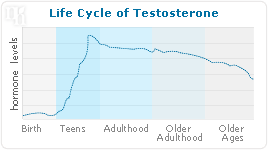 Life Cycle of Testosterone
hormone levels
Birth Teens Adulthood Older Adulthood Older Ages